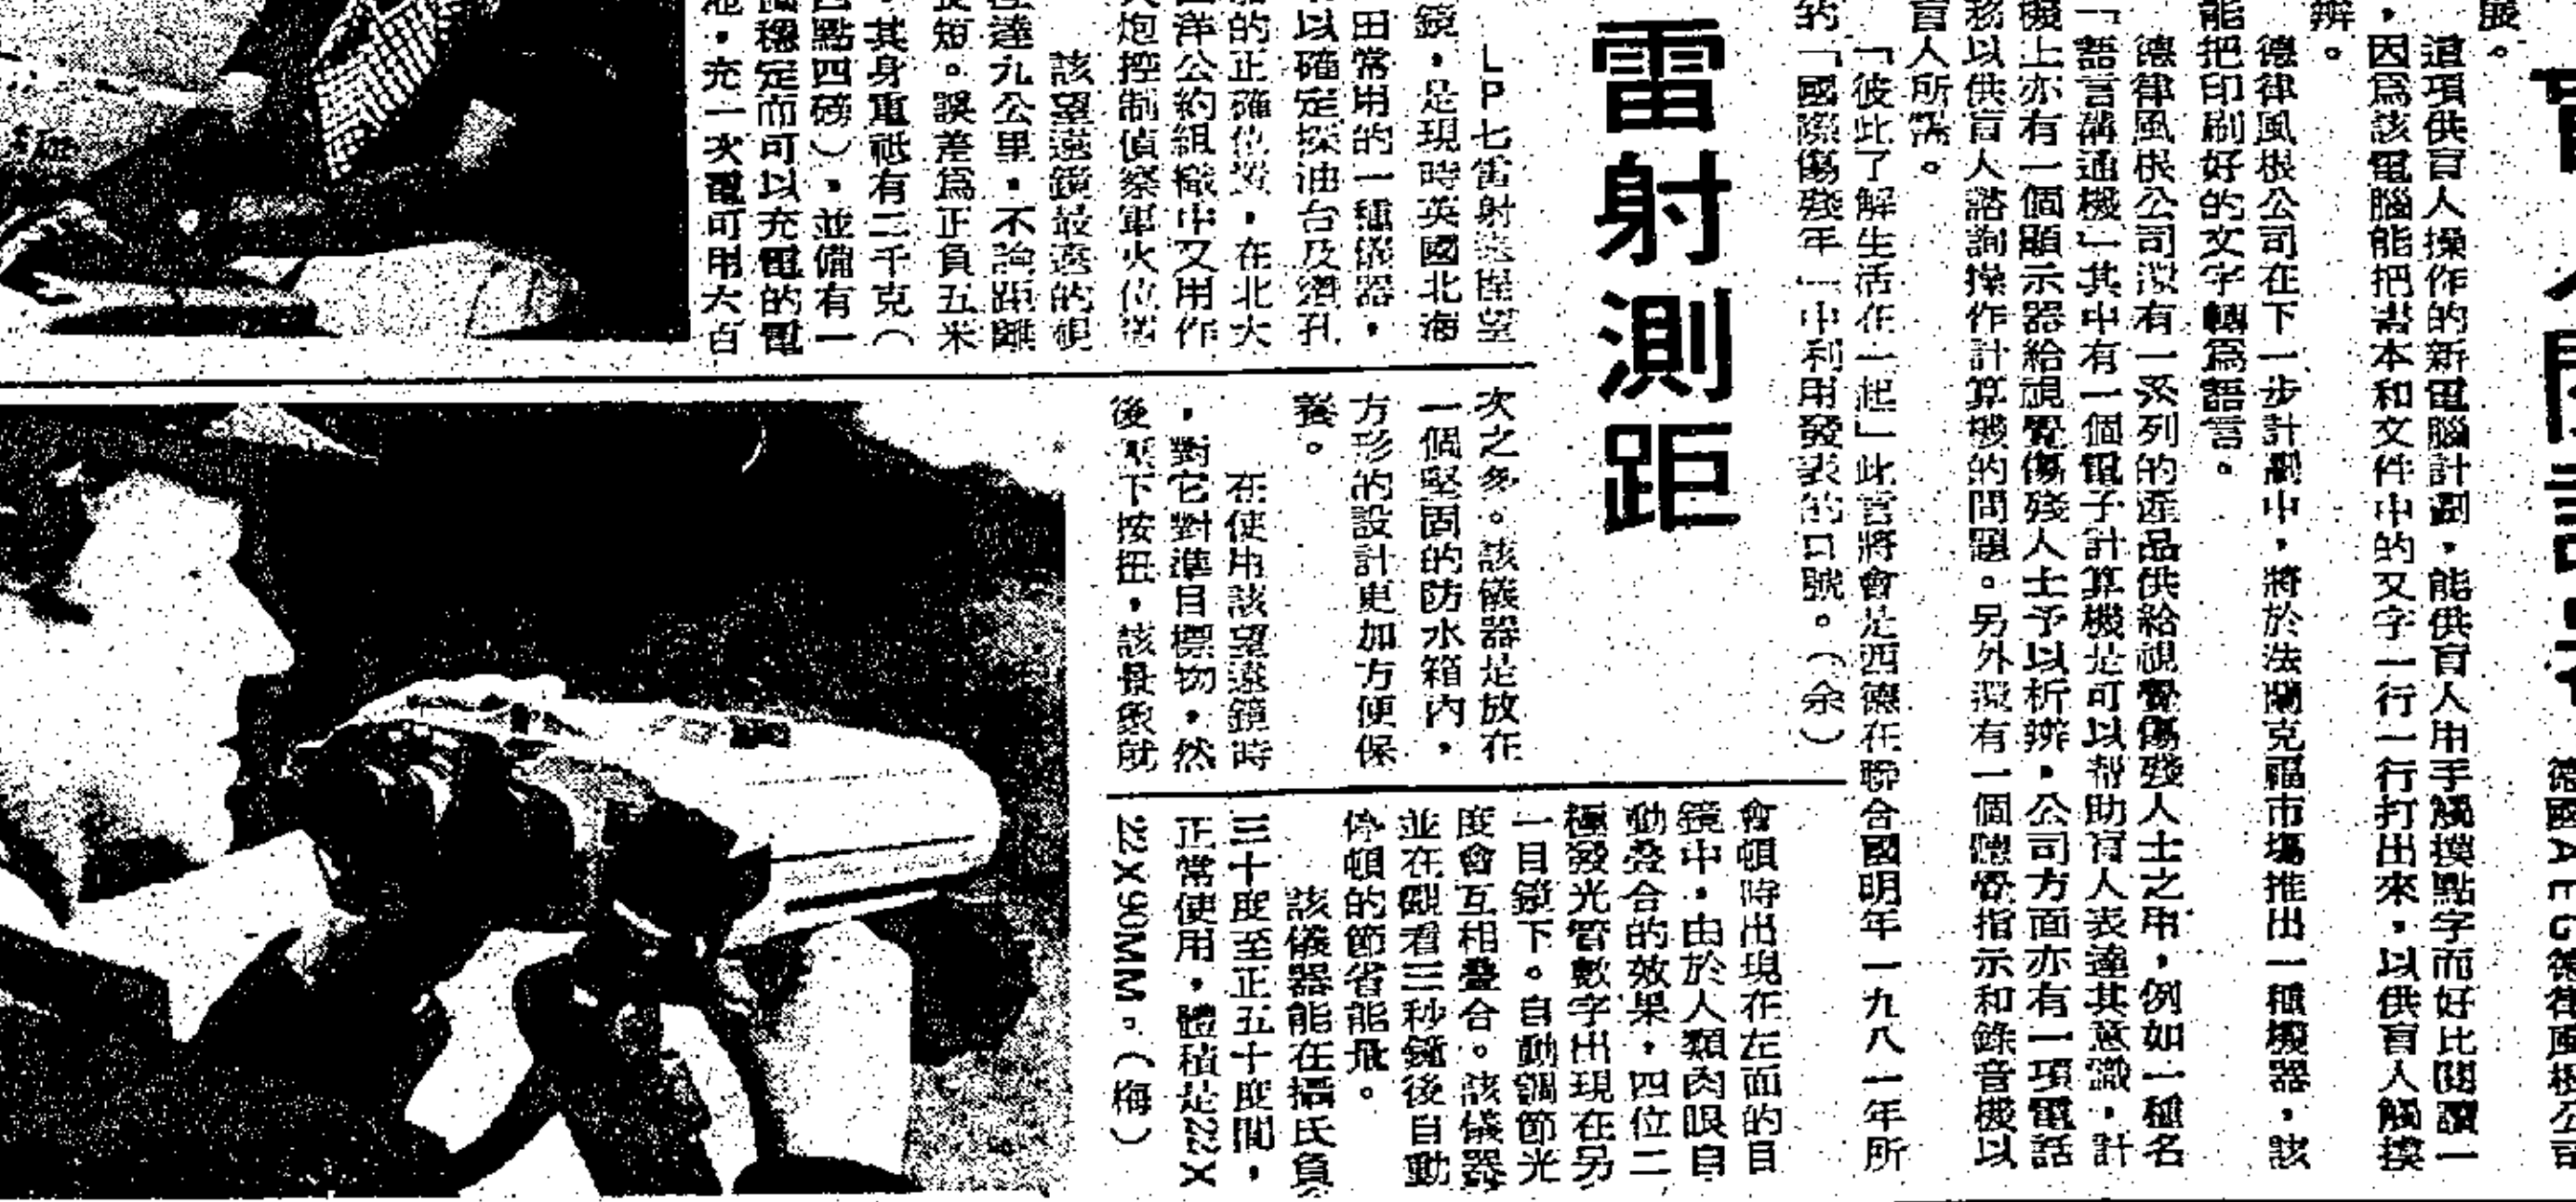 展。
這項供盲人操作的新電腦計劃，能供盲人用手觸摸點字而好比閱讀一
，因為該電腦能把書本和文件中的文字一行一行打出來，以供盲人觸摸
辨。
德律風根公司在下一步計劃中，將於法蘭克福市場推出一種機器，該
能把印刷好的文字轉為語言。
德律風根公司還有一系列的產品供給視覺傷殘人士之用，例如一種名
「語言溝通機」其中有一個電子計算機是可以幫助盲人表達其意識，計
機上亦有一個顯示器給視覺傷殘人士予以析辨，公司方面亦有一項電話
務以供盲人諮詢操作計算機的問題。另外還有一個聽覺指示和錄音機以
盲人所需。
「彼此了解生活在一起」此言將會是西德在聯合國明年一九八一年所
的「國際傷殘年」中利用發表的口號。（余）
雷射測距
LP七雷射
鏡，是現時英國北海
田常用的一種儀器，
以確定探油台及鑽孔
的正確位置，在北大
洋公約組織中又用作
炮控制偵察軍火位置
該望遠鏡最遠的視
達九公里，不論距離
短。誤差為正負五米
其身重祇有二千克（
四點四磅），並備有一
穩定而可以充電的電
池，充一次電可用六百
次之多。該儀器是放在
一個堅固的防水箱內，
方形的設計更加方便保
養。
在使用該望遠鏡時
，對它對準目標物，然
後按下按扭，該景象就
會頓時出現在左面的目
鏡中，由於人類肉眼自
動叠合的效果，四位二
極發光管數字出現在另
一目鏡下。自動調節光
度會互相疊合。該儀器
並在觀看三秒鐘後自動
停頓的節省能量。
該儀器能在攝氏負
三十度至正五十度間，
正常使用，體積是22X
22X90MM。（梅）